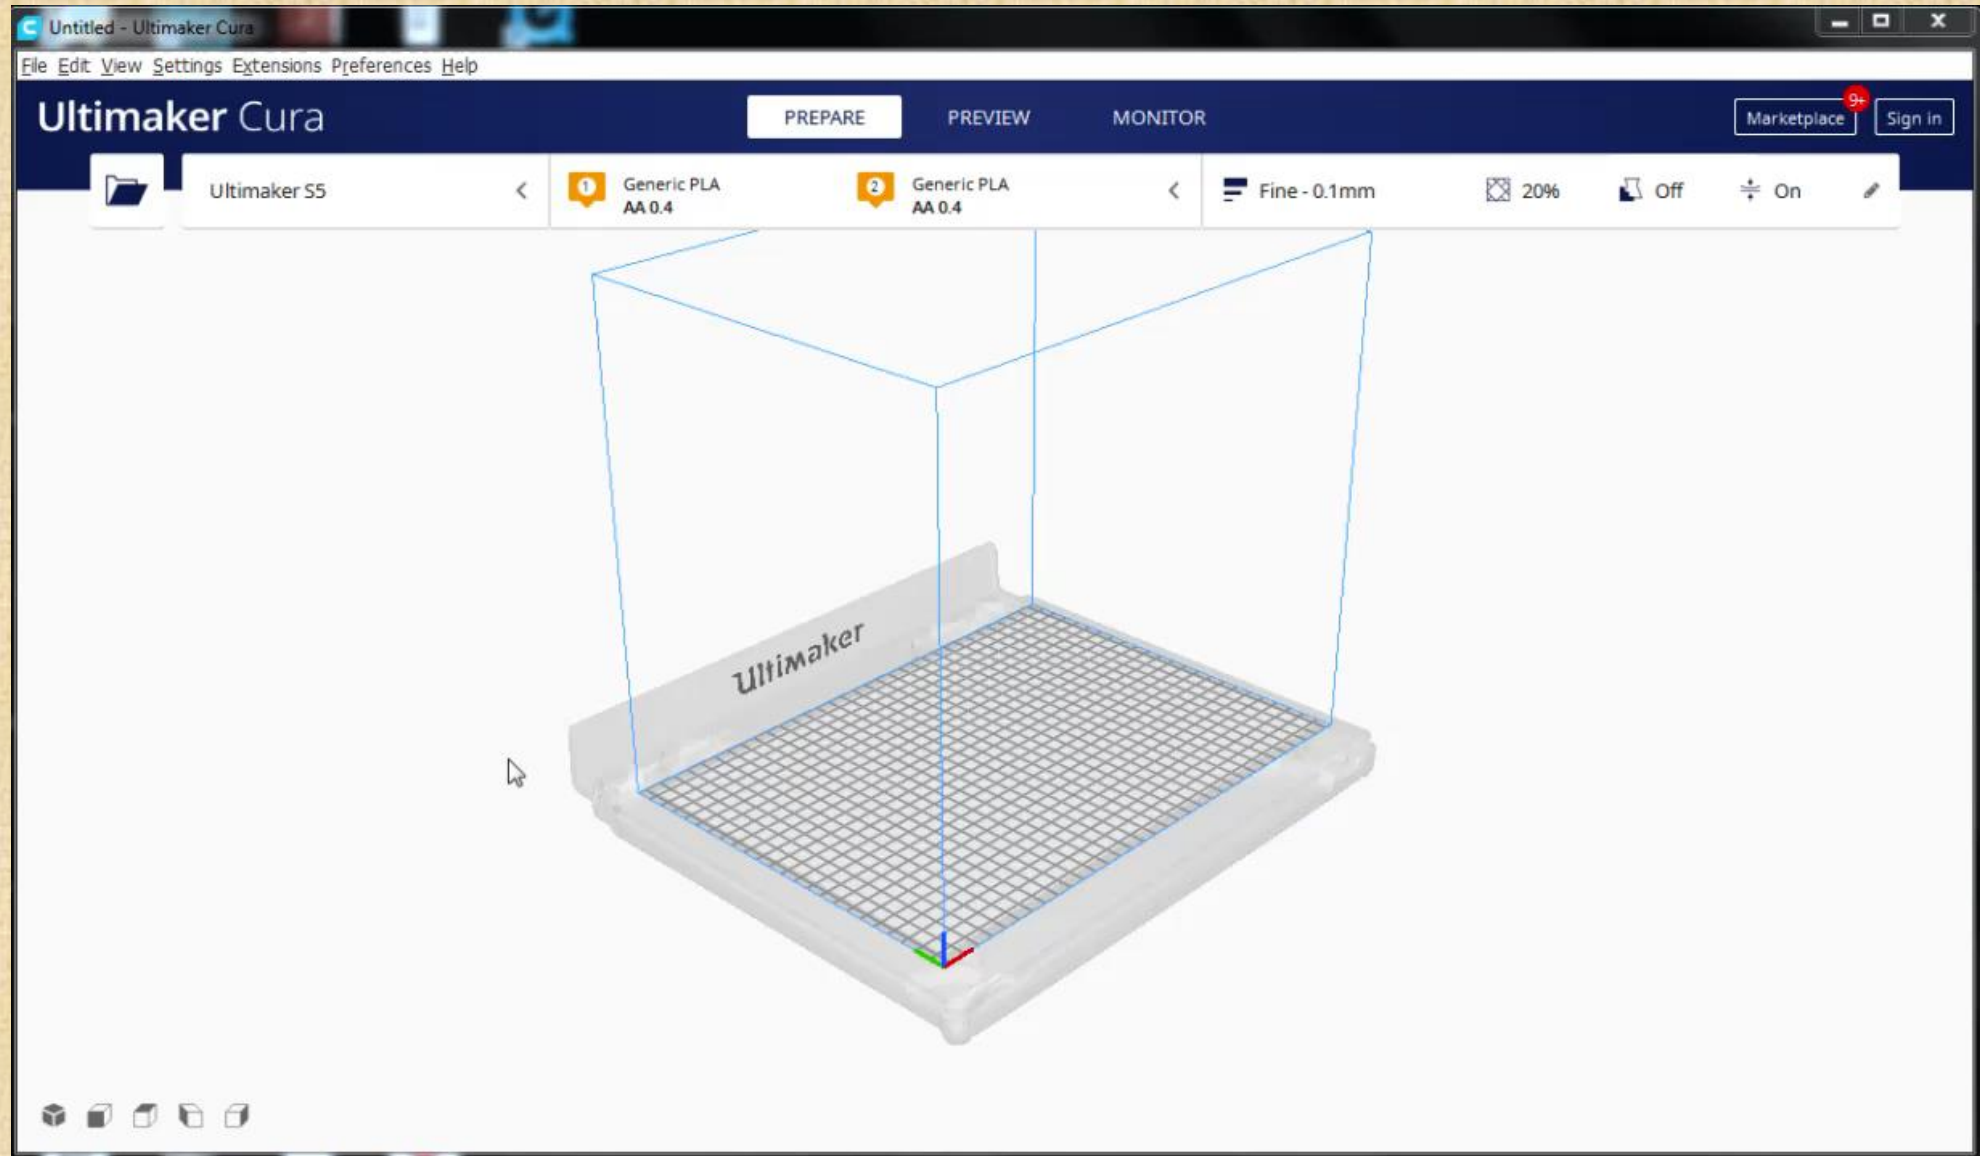 Untitled - Ultimaker Cura
File Edit View Settings Extensions Preferences Help
Ultimaker Cura
PREPARE PREVIEW MONITOR
Marketplace 9+ Sign in
Ultimaker S5
1 Generic PLA
AA 0.4
2 Generic PLA
AA 0.4
Fine - 0.1mm 20% Off On
Ultimaker